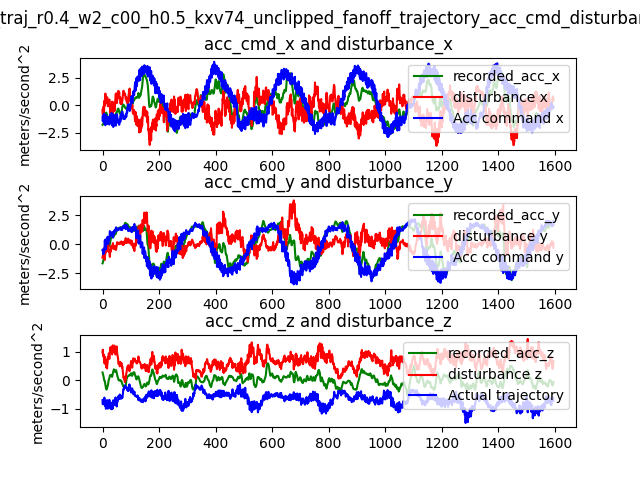 traj_r0.4_w2_c00_h0.5_kxv74_unclipped_fanoff_trajectory_acc_cmd_disturban
acc_cmd_x and disturbance_x
meters/second^2
2.5
0.0
−2.5
recorded_acc_x
disturbance x
Acc command x
0 200 400 600 800 1000 1200 1400 1600
acc_cmd_y and disturbance_y
meters/second^2
2.5
0.0
−2.5
recorded_acc_y
disturbance y
Acc command y
0 200 400 600 800 1000 1200 1400 1600
acc_cmd_z and disturbance_z
meters/second^2
1
0
−1
recorded_acc_z
disturbance z
Actual trajectory
0 200 400 600 800 1000 1200 1400 1600